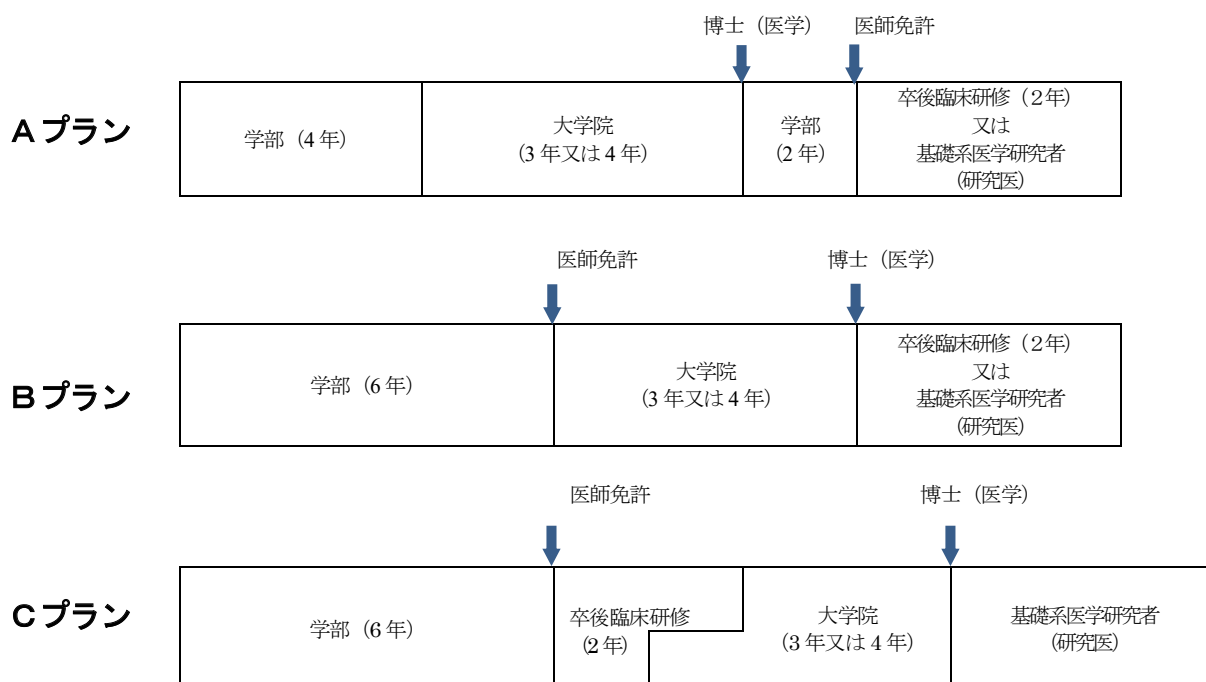 博士（医学）
医師免許
Ａプラン
学部（4 年）
大学院
（3 年又は 4 年）
学部
（2 年）
卒後臨床研修（２年）
又は
基礎系医学研究者
（研究医）
医師免許
博士（医学）
Ｂプラン
学部（6 年）
大学院
（3 年又は 4 年）
卒後臨床研修（２年）
又は
基礎系医学研究者
（研究医）
医師免許
博士（医学）
Ｃプラン
学部（6 年）
卒後臨床研修
（2 年）
大学院
（3 年又は 4 年）
基礎系医学研究者
（研究医）